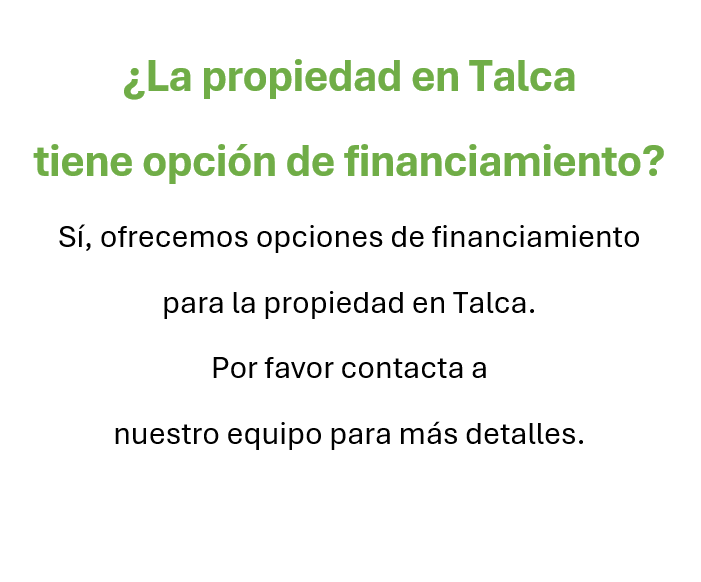 ¿La propiedad en Talca
tiene opción de financiamiento?
Sí, ofrecemos opciones de financiamiento
para la propiedad en Talca.
Por favor contacta a
nuestro equipo para más detalles.